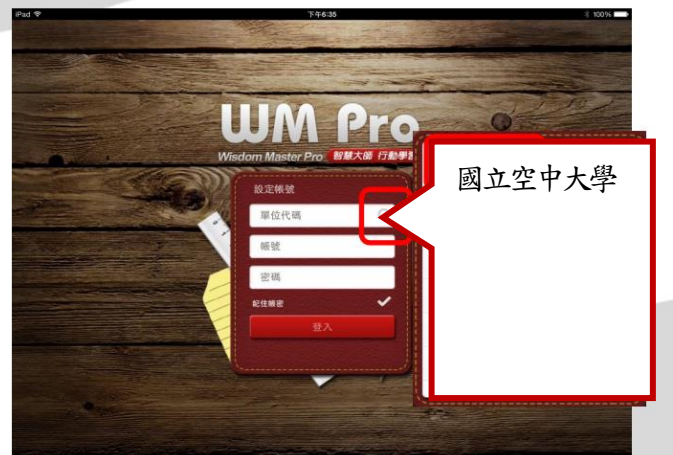 iPad 下午6:35 100%
WM Pro
Wisdom Master Pro 智慧大師 行動學習
設定帳號
單位代碼
帳號
密碼
記住帳密
登入
國立空中大學